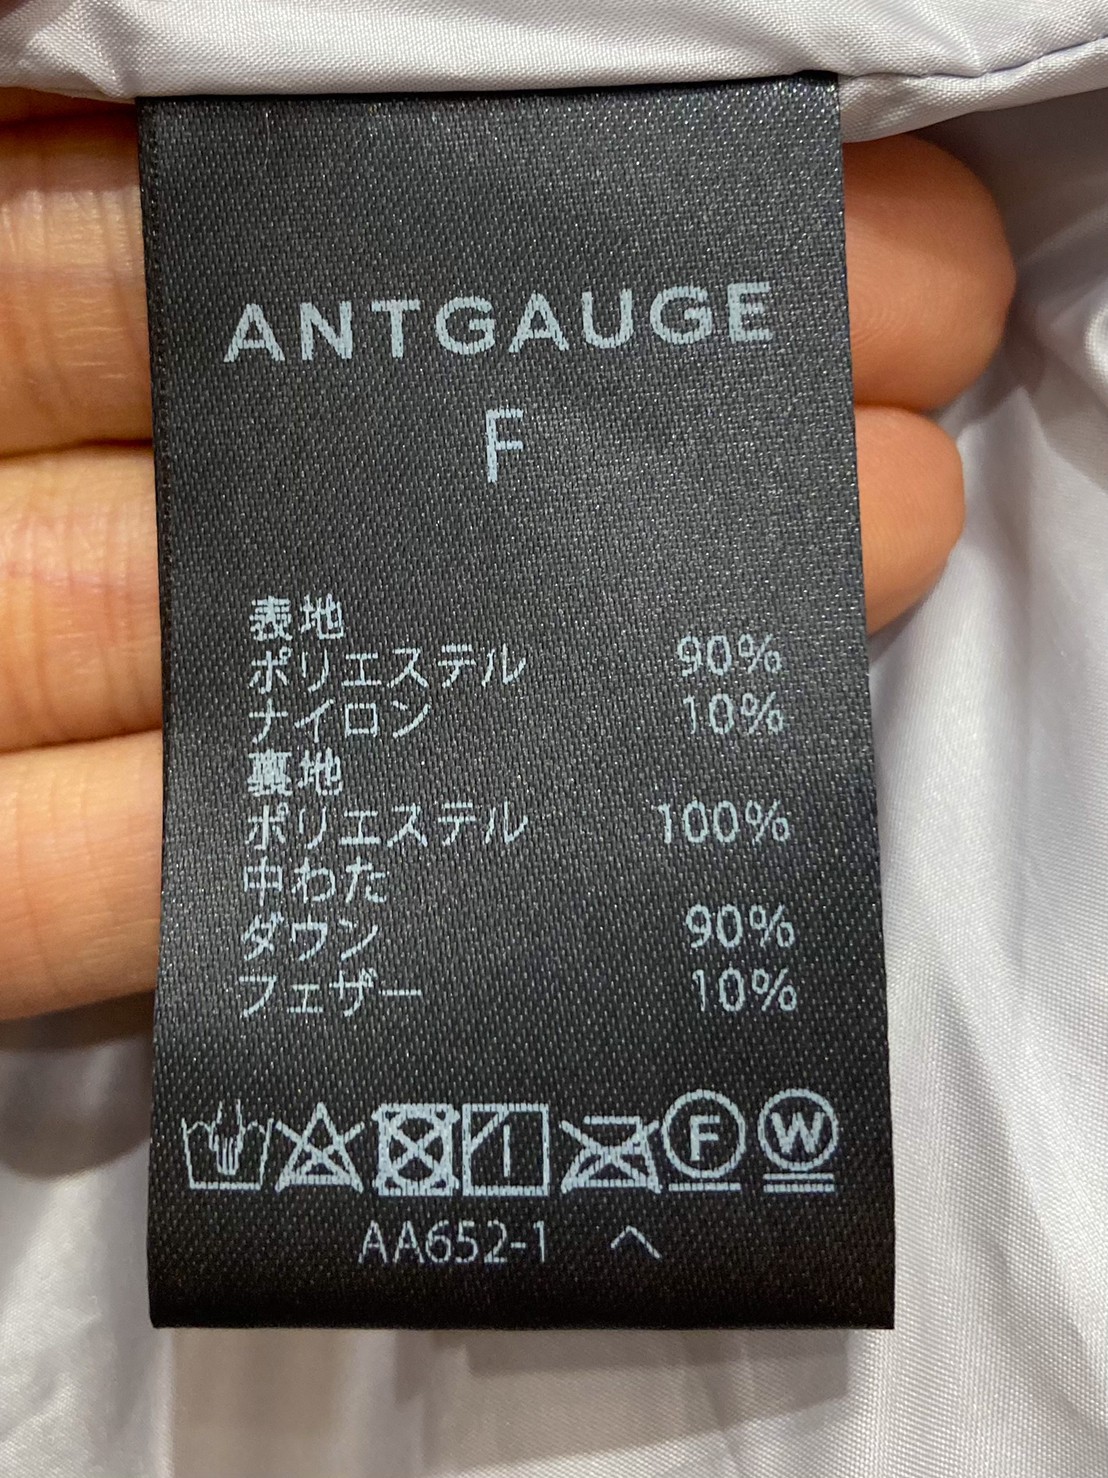 ANTGAUGE
F
表地
ポリエステル 90%
ナイロン 10%
裏地
ポリエステル 100%
中わた
ダウン 90%
フェザー 10%
F W
AA652-1 へ